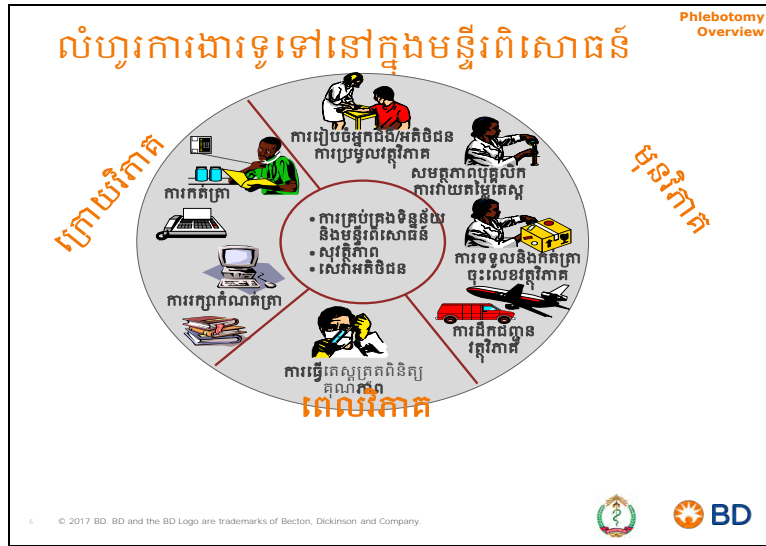 Phlebotomy
Overview
លំហូរការងារទូទៅនៅក្នុងមន្ទីរពិសោធន៍
ការរៀបចំអ្នកជំងឺ/អតិថិជន
ការប្រមូលវត្ថុវិភាគ
សមត្ថភាពបុគ្គលិក
ការវាយតម្លៃតេស្ត
មុនវិភាគ
ការទទួលនិងកត់ត្រា
ចុះលេខវត្ថុវិភាគ
ការដឹកជញ្ជូន
វត្ថុវិភាគ
ការធ្វើតេស្តត្រួតពិនិត្យ
គុណភាព
ពេលវិភាគ
ក្រោយវិភាគ
ការកត់ត្រា
ការរក្សាកំណត់ត្រា
• ការគ្រប់គ្រងទិន្នន័យ
និងមន្ទីរពិសោធន៍
• សុវត្ថិភាព
• សេវាអតិថិជន
5 © 2017 BD. BD and the BD Logo are trademarks of Becton, Dickinson and Company.
BD